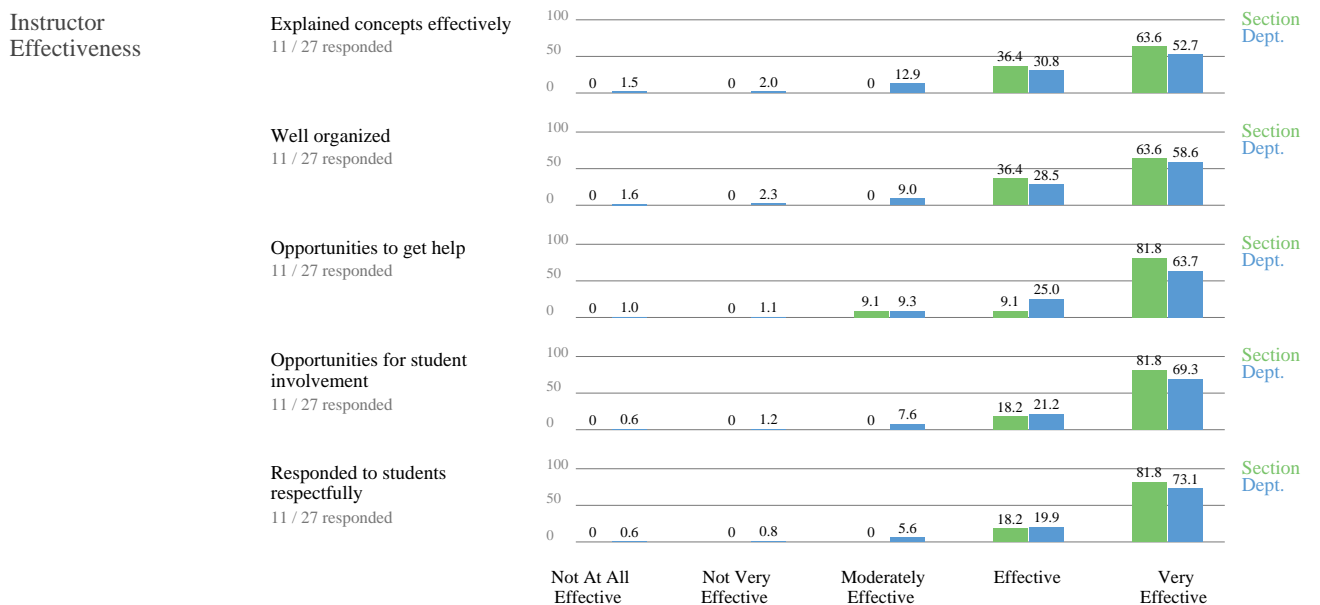 Instructor
Effectiveness
Explained concepts effectively
11 / 27 responded
100
50
0
0 1.5 0 2.0 0 12.9 36.4 30.8 63.6 52.7
Section
Dept.
Well organized
11 / 27 responded
100
50
0
0 1.6 0 2.3 0 9.0 36.4 28.5 63.6 58.6
Section
Dept.
Opportunities to get help
11 / 27 responded
100
50
0
0 1.0 0 1.1 9.1 9.3 9.1 25.0 81.8 63.7
Section
Dept.
Opportunities for student
involvement
11 / 27 responded
100
50
0
0 0.6 0 1.2 0 7.6 18.2 21.2 81.8 69.3
Section
Dept.
Responded to students
respectfully
11 / 27 responded
100
50
0
0 0.6 0 0.8 0 5.6 18.2 19.9 81.8 73.1
Section
Dept.
Not At All Not Very Moderately Effective Very
Effective Effective Effective Effective